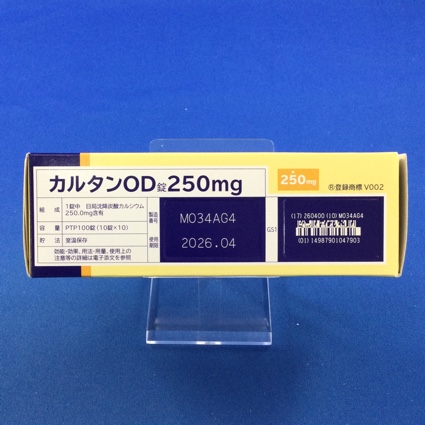 カルタンOD錠250mg
250mg
®登録商標 V002
組成 1錠中 日局沈降炭酸カルシウム
250.0mg含有
容量 PTP100錠(10錠×10)
貯法 室温保存
効能・効果、用法・用量、使用上の
注意等の詳細は電子添文を参照
製造番号 M034AG4
使用期限 2026.04
GS1
(17) 260400 (10) M034AG4
(01) 14987901047903